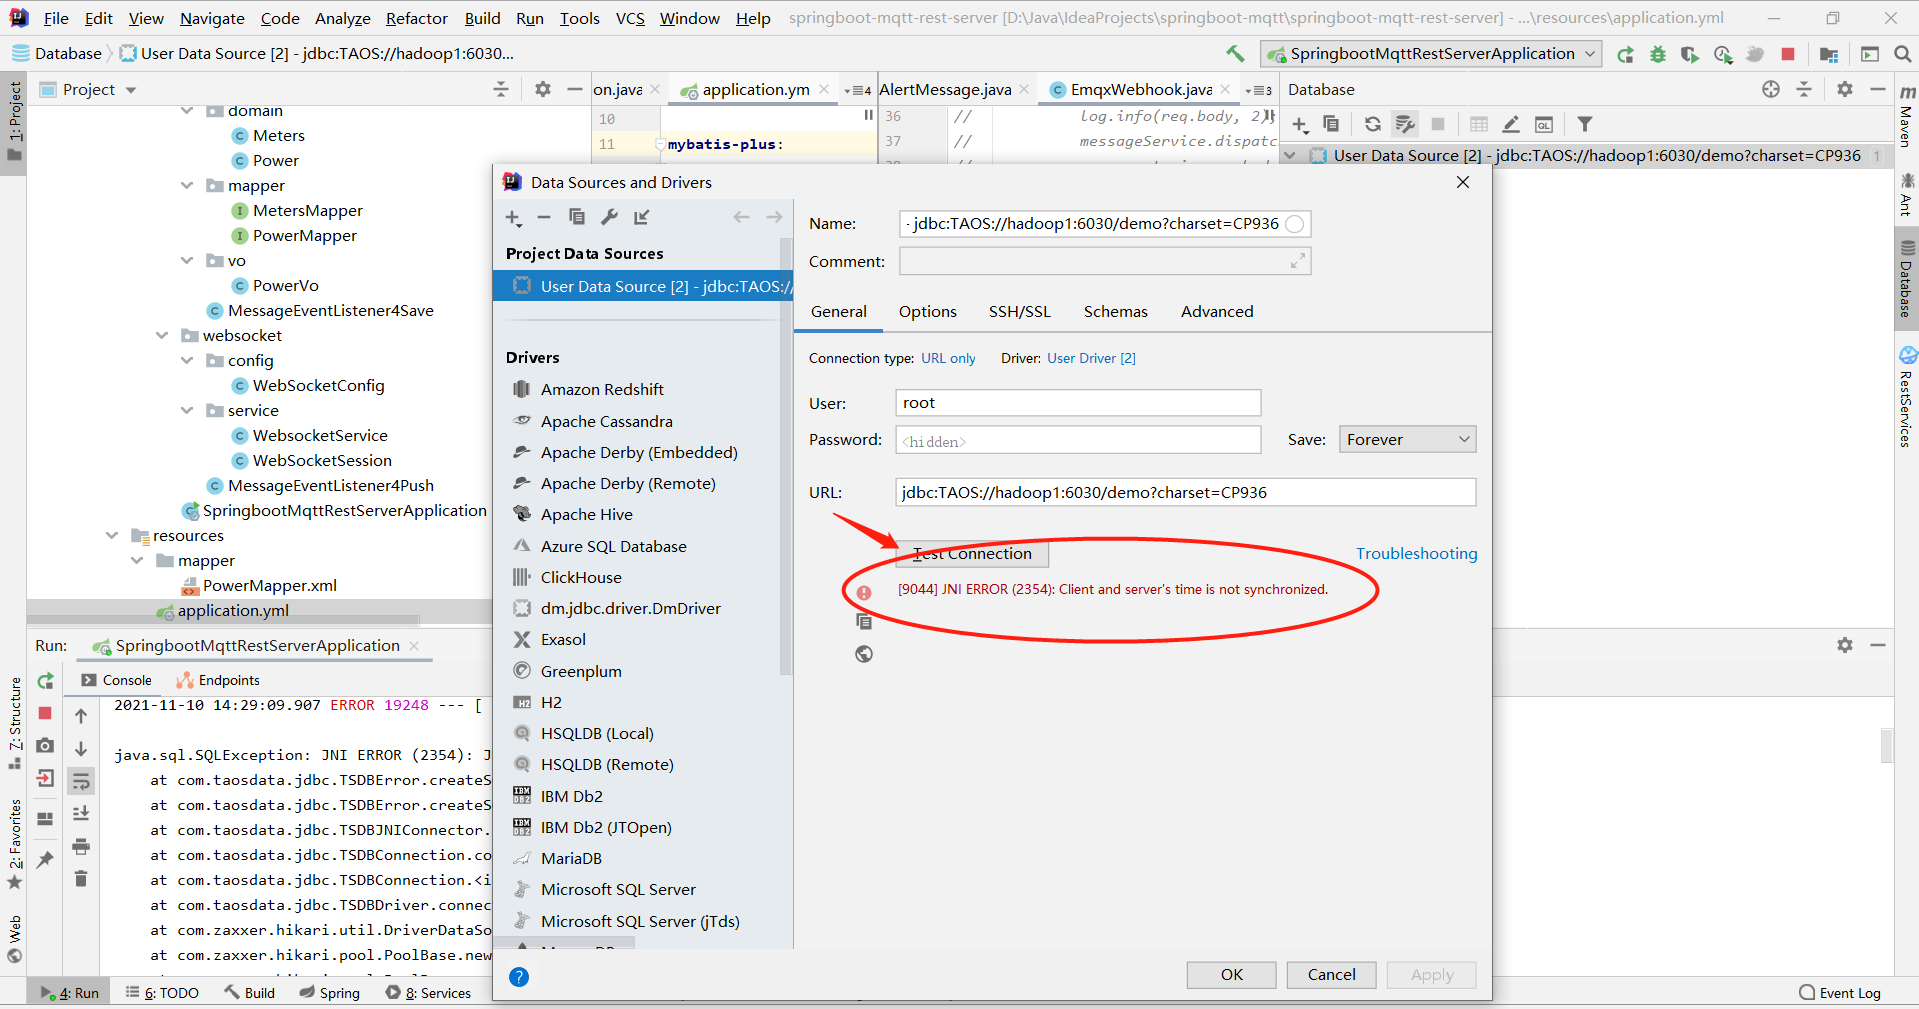 File Edit View Navigate Code Analyze Refactor Build Run Tools VCS Window Help springboot-mqtt-rest-server [D:\Java\IdeaProjects\springboot-mqtt\springboot-mqtt-rest-server] - ...\resources\application.yml
Database User Data Source [2] - jdbc:TAOS://hadoop1:6030... SpringbootMqttRestServerApplication
1: Project
Project
domain
Meters
Power
mapper
MetersMapper
PowerMapper
vo
PowerVo
MessageEventListener4Save
websocket
config
WebSocketConfig
service
WebsocketService
WebSocketSession
MessageEventListener4Push
SpringbootMqttRestServerApplication
resources
mapper
PowerMapper.xml
application.yml
on.java application.ym 4
10
11 mybatis-plus:
AlertMessage.java EmqxWebhook.java 3
36 // log.info(req.body, 2)
37 // messageService.dispatc
Database
User Data Source [2] - jdbc:TAOS://hadoop1:6030/demo?charset=CP936 1
Maven
Ant
Database
RestServices
Data Sources and Drivers
Project Data Sources
User Data Source [2] - jdbc:TAOS://
Drivers
Amazon Redshift
Apache Cassandra
Apache Derby (Embedded)
Apache Derby (Remote)
Apache Hive
Azure SQL Database
ClickHouse
dm.jdbc.driver.DmDriver
Exasol
Greenplum
H2
HSQLDB (Local)
HSQLDB (Remote)
IBM Db2
IBM Db2 (JTOpen)
MariaDB
Microsoft SQL Server
Microsoft SQL Server (jTds)
Name: - jdbc:TAOS://hadoop1:6030/demo?charset=CP936
Comment:
General Options SSH/SSL Schemas Advanced
Connection type: URL only Driver: User Driver [2]
User: root
Password: <hidden> Save: Forever
URL: jdbc:TAOS://hadoop1:6030/demo?charset=CP936
Test Connection Troubleshooting
[9044] JNI ERROR (2354): Client and server's time is not synchronized.
OK Cancel Apply
Run: SpringbootMqttRestServerApplication
Console Endpoints
2021-11-10 14:29:09.907 ERROR 19248 --- [
java.sql.SQLException: JNI ERROR (2354): J
at com.taosdata.jdbc.TSDBError.createS
at com.taosdata.jdbc.TSDBError.createS
at com.taosdata.jdbc.TSDBJNIConnector.
at com.taosdata.jdbc.TSDBConnection.co
at com.taosdata.jdbc.TSDBConnection.<i
at com.taosdata.jdbc.TSDBDriver.connec
at com.zaxxer.hikari.util.DriverDataSo
at com.zaxxer.hikari.pool.PoolBase.new
7: Structure
2: Favorites
Web
4: Run 6: TODO Build Spring 8: Services Event Log